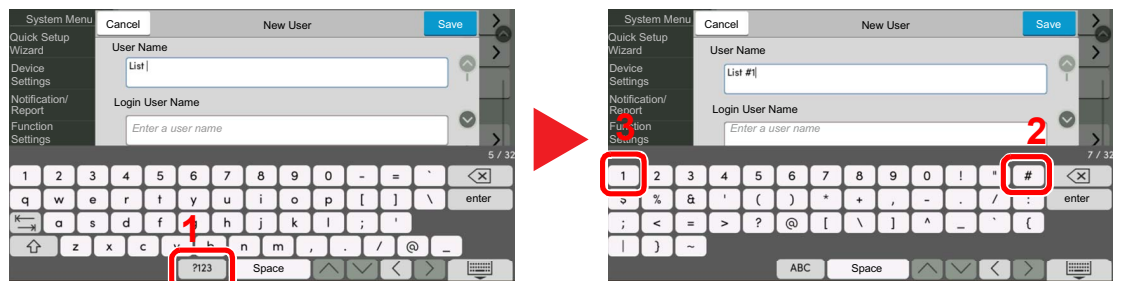 System Menu
Cancel
New User
Save
Quick Setup
Wizard
User Name
List
Device
Settings
Notification/
Report
Login User Name
Function
Settings
Enter a user name
5 / 32
1 2 3 4 5 6 7 8 9 0 - = `
q w e r t y u i o p [ ] \ enter
a s d f g h j k l ; '
1
z x c v b n m , . / @ _
?123 Space
System Menu
Cancel
New User
Save
Quick Setup
Wizard
User Name
List #1
Device
Settings
Notification/
Report
Login User Name
Function
Settings
Enter a user name
3
2
7 / 32
1 2 3 4 5 6 7 8 9 0 ! " #
$ % & ' ( ) * + , - . / : enter
; < = > ? @ [ \ ] ^ _ ` {
| } ~
ABC Space